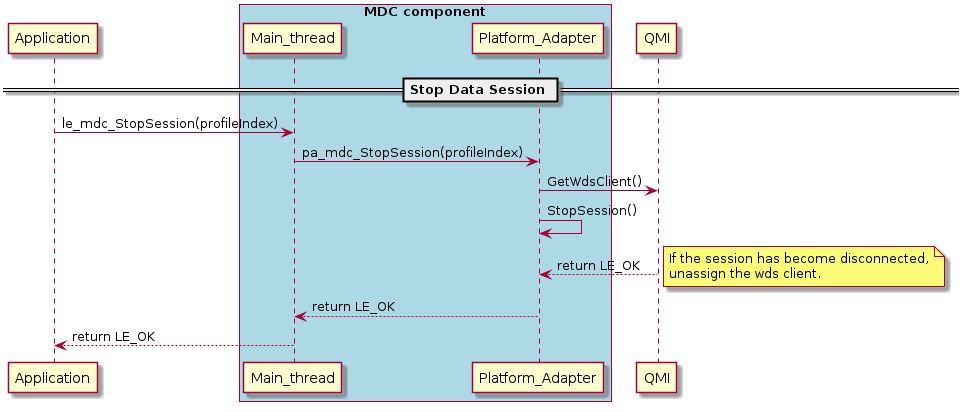 MDC component
Application
Main_thread
Platform_Adapter
QMI
Stop Data Session
le_mdc_StopSession(profileIndex)
pa_mdc_StopSession(profileIndex)
GetWdsClient()
StopSession()
If the session has become disconnected,
unassign the wds client.
return LE_OK
return LE_OK
return LE_OK
Application
Main_thread
Platform_Adapter
QMI